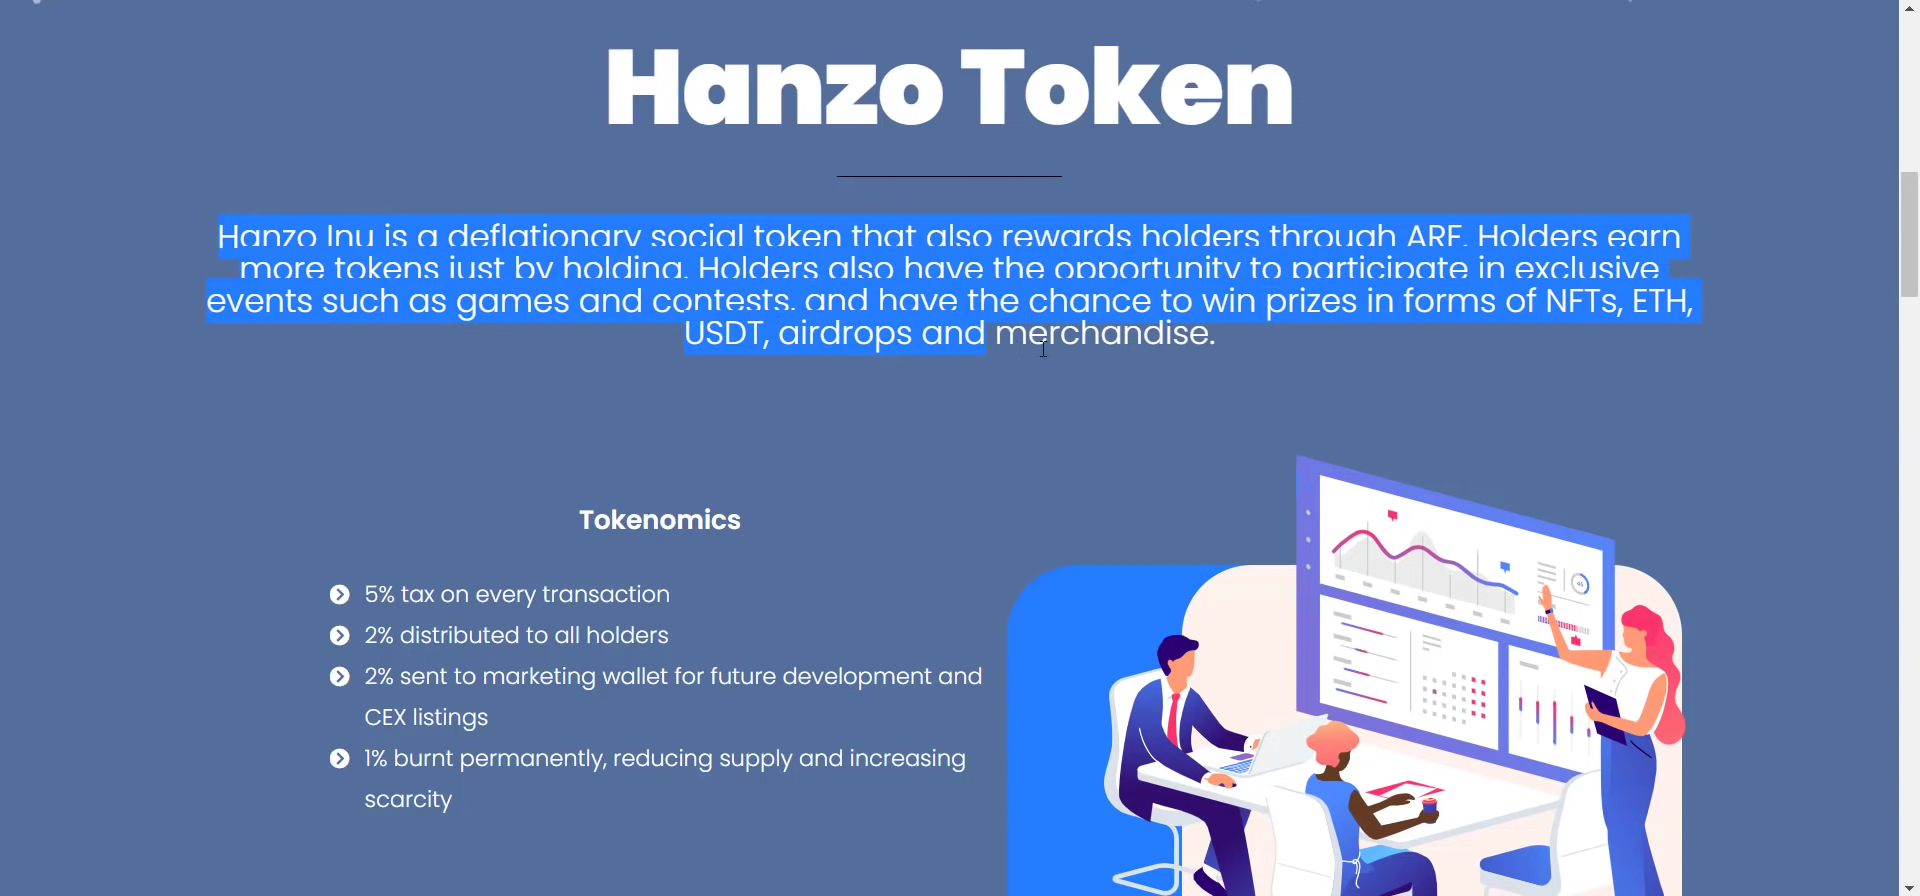 Hanzo Token
Hanzo Inu is a deflationary social token that also rewards holders through ARF. Holders earn
more tokens just by holding. Holders also have the opportunity to participate in exclusive
events such as games and contests, and have the chance to win prizes in forms of NFTs, ETH,
USDT, airdrops and merchandise.
Tokenomics
5% tax on every transaction
2% distributed to all holders
2% sent to marketing wallet for future development and
CEX listings
1% burnt permanently, reducing supply and increasing
scarcity